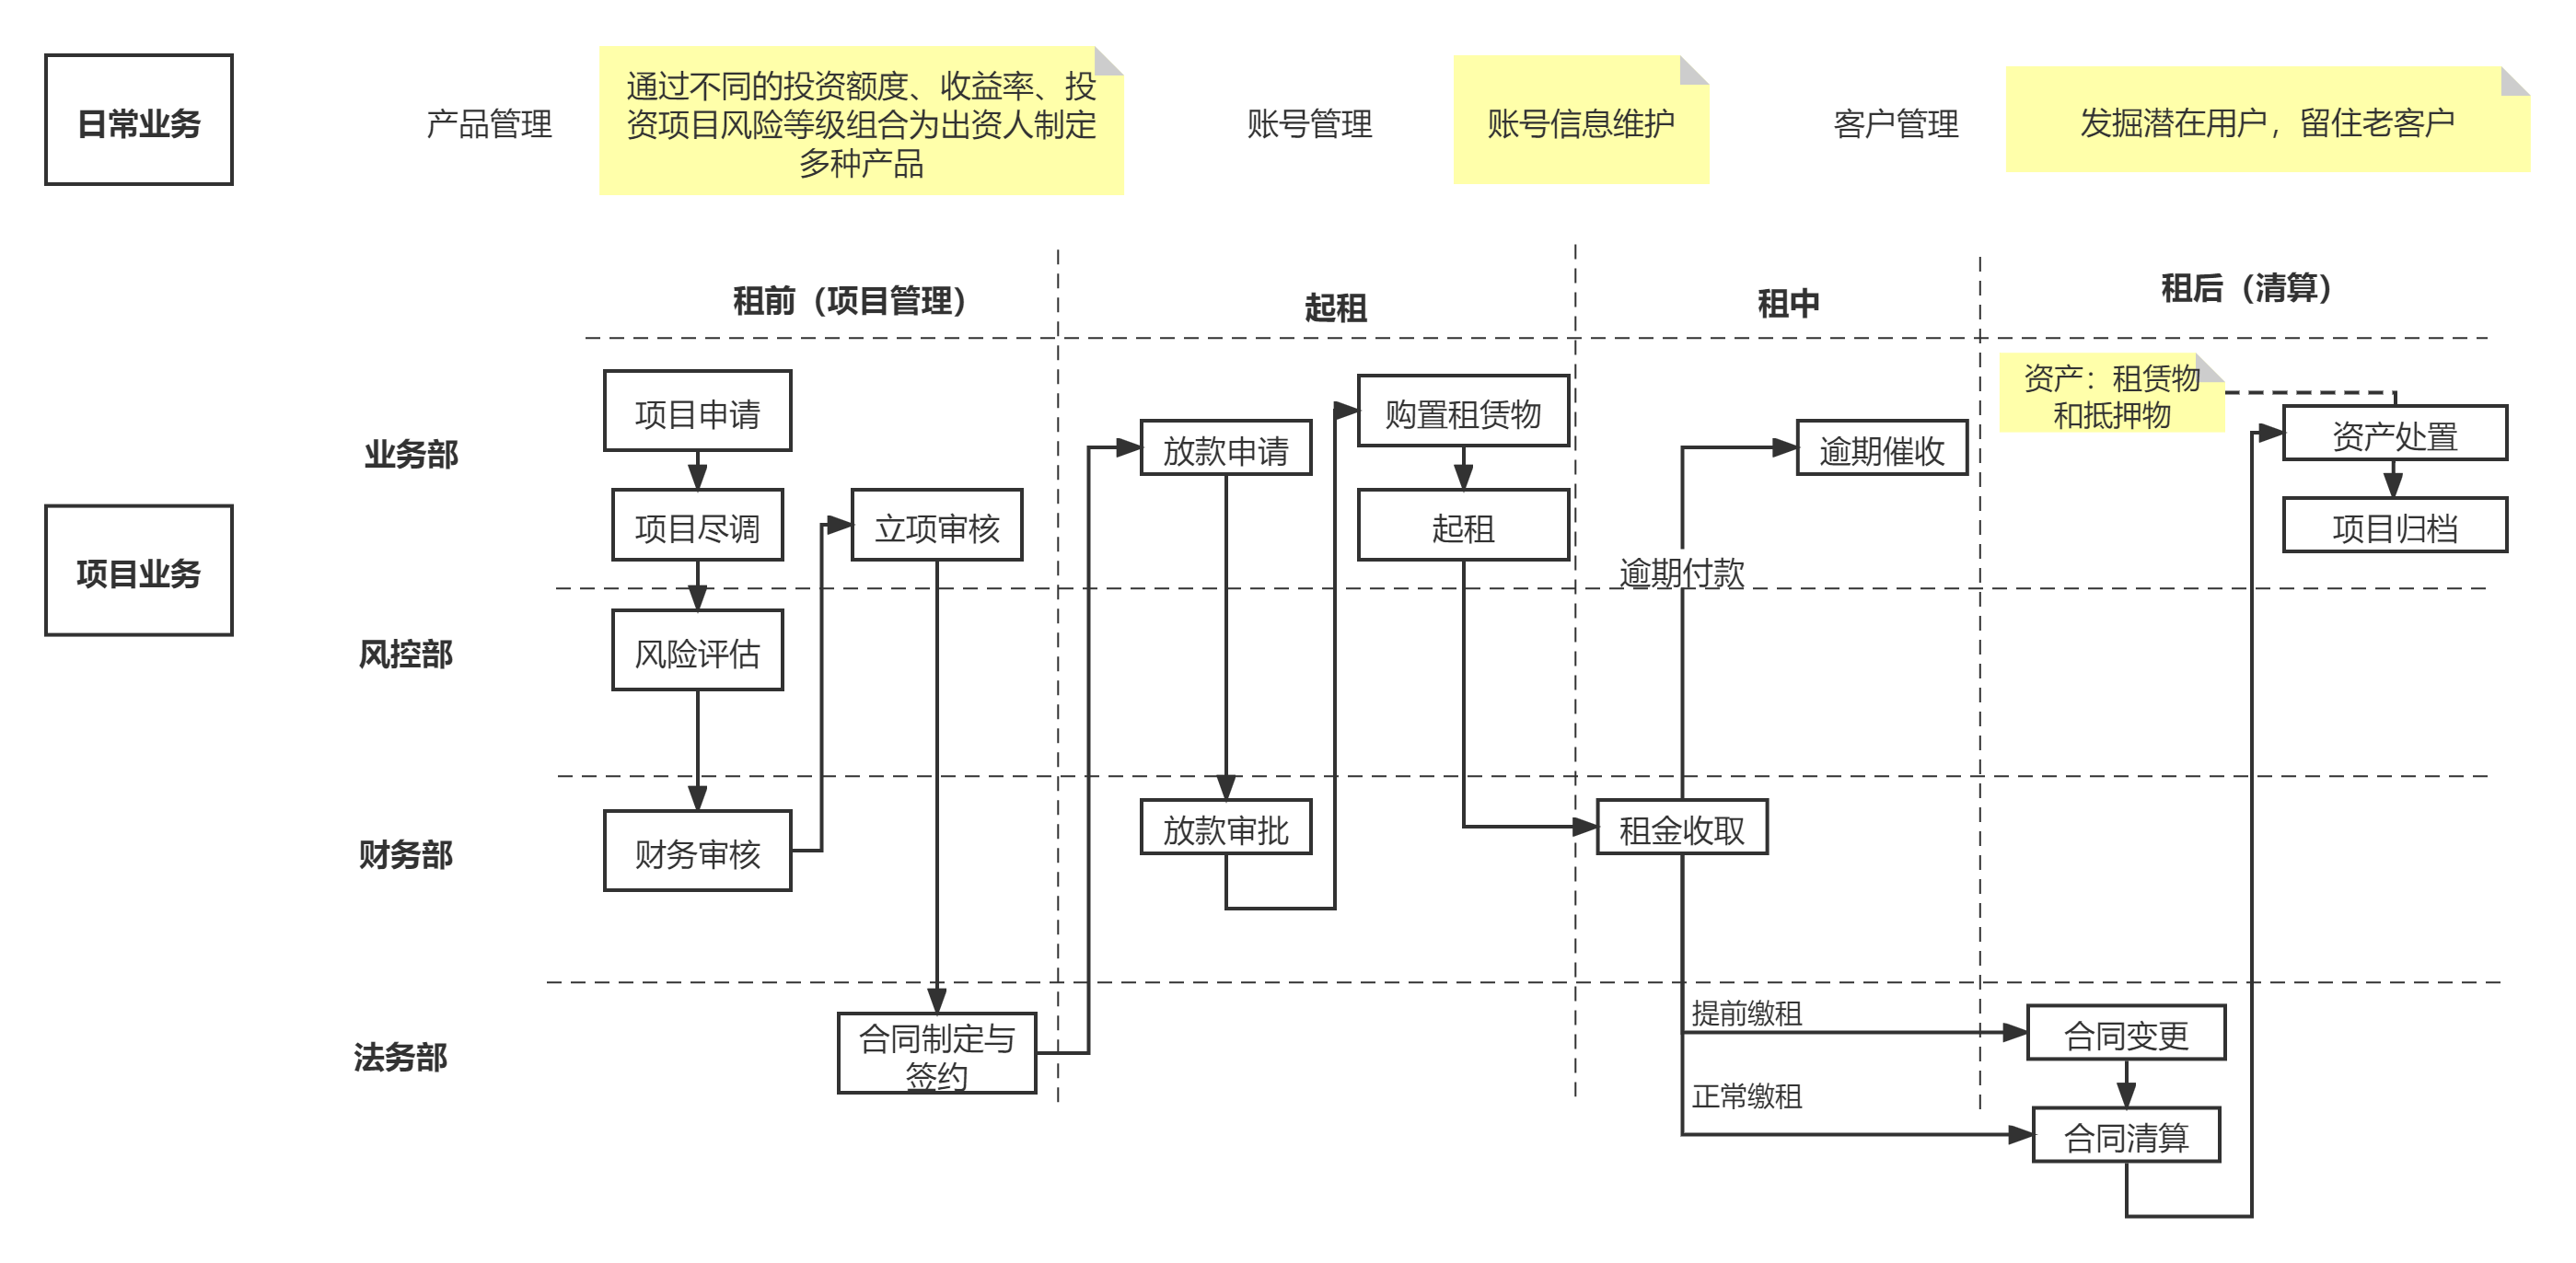 日常业务
产品管理
通过不同的投资额度、收益率、投
资项目风险等级组合为出资人制定
多种产品
账号管理
账号信息维护
客户管理
发掘潜在用户，留住老客户
租前（项目管理）
起租
租中
租后（清算）
项目业务
业务部
项目申请
项目尽调
立项审核
放款申请
购置租赁物
起租
逾期催收
逾期付款
资产：租赁物
和抵押物
资产处置
项目归档
风控部
风险评估
财务部
财务审核
放款审批
租金收取
法务部
合同制定与
签约
提前缴租
正常缴租
合同变更
合同清算